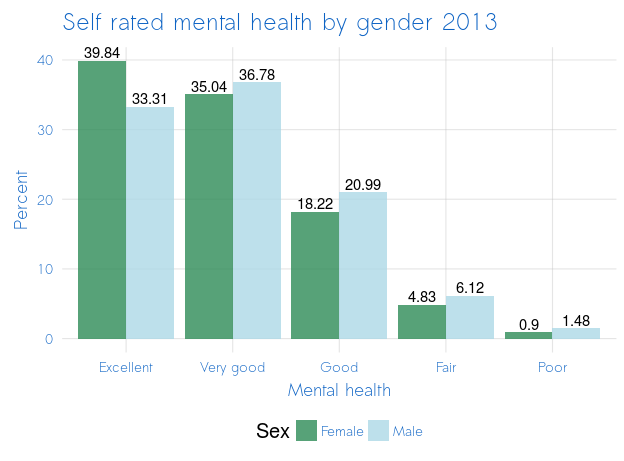 Self rated mental health by gender 2013
Percent
40
30
20
10
0
39.84
33.31
35.04
36.78
18.22
20.99
4.83
6.12
0.9
1.48
Excellent
Very good
Good
Fair
Poor
Mental health
Sex
Female
Male